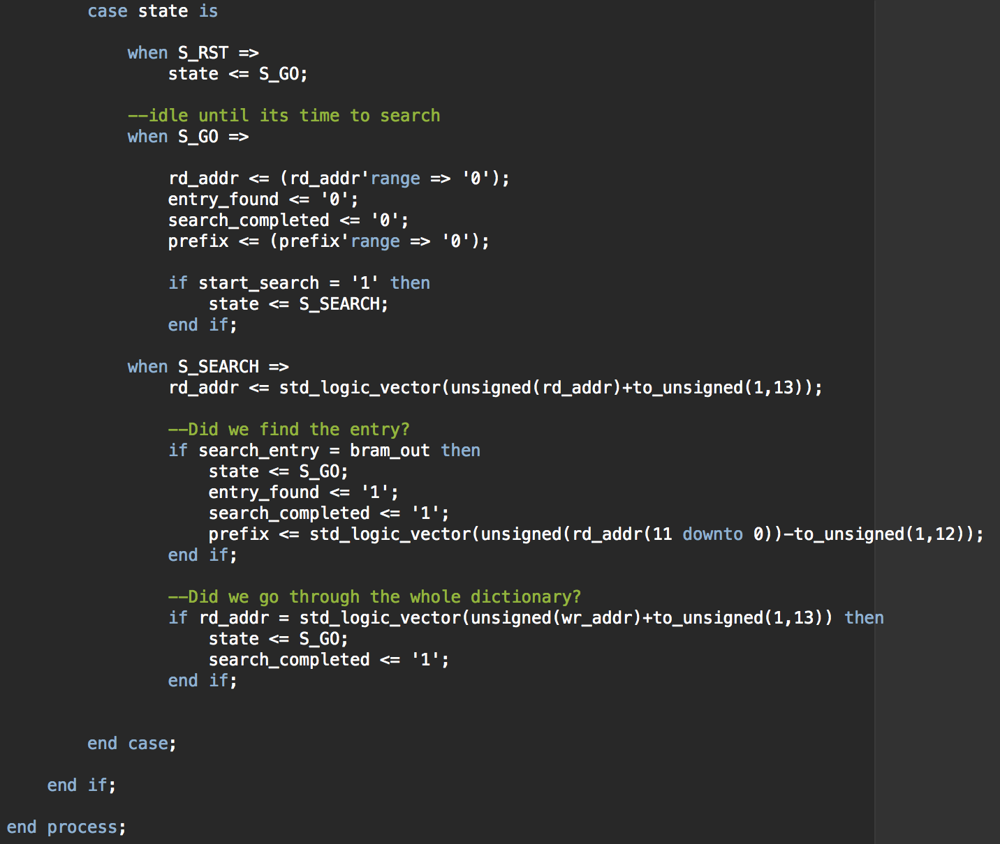 case state is
when S_RST =>
state <= S_GO;
--idle until its time to search
when S_GO =>
rd_addr <= (rd_addr'range => '0');
entry_found <= '0';
search_completed <= '0';
prefix <= (prefix'range => '0');
if start_search = '1' then
state <= S_SEARCH;
end if;
when S_SEARCH =>
rd_addr <= std_logic_vector(unsigned(rd_addr)+to_unsigned(1,13));
--Did we find the entry?
if search_entry = bram_out then
state <= S_GO;
entry_found <= '1';
search_completed <= '1';
prefix <= std_logic_vector(unsigned(rd_addr(11 downto 0))-to_unsigned(1,12));
end if;
--Did we go through the whole dictionary?
if rd_addr = std_logic_vector(unsigned(wr_addr)+to_unsigned(1,13)) then
state <= S_GO;
search_completed <= '1';
end if;
end case;
end if;
end process;